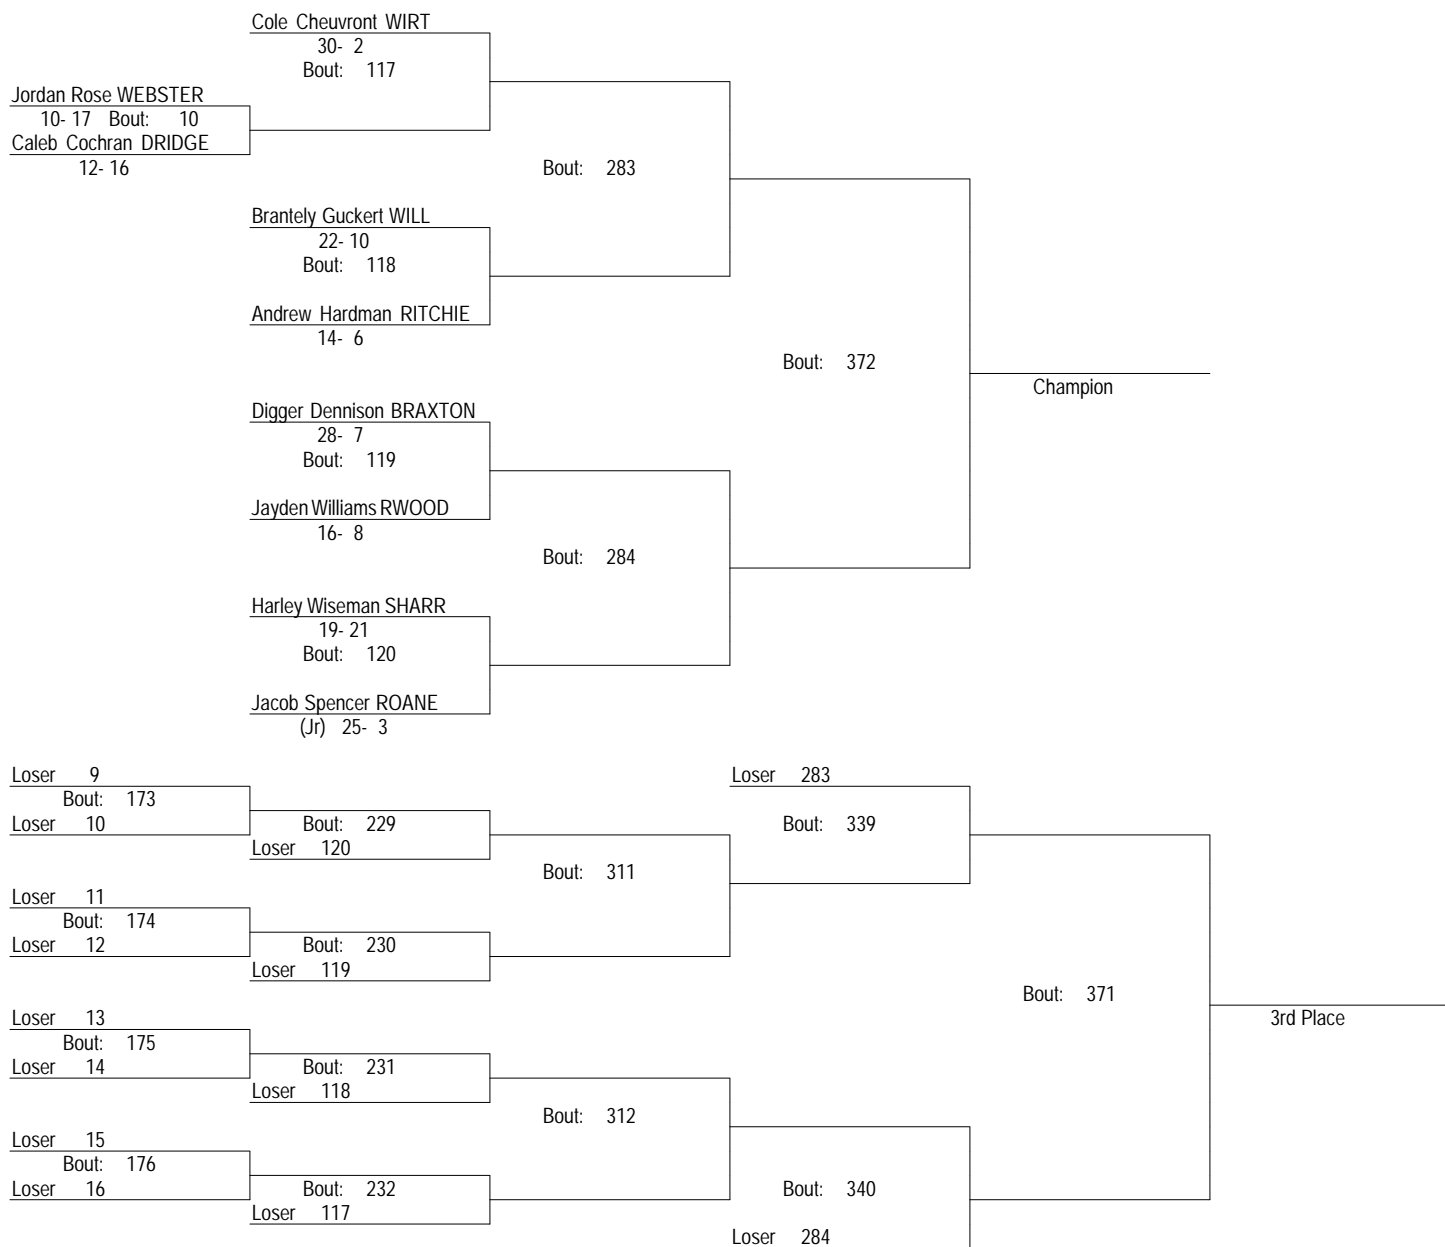 Cole Cheuvront WIRT
30- 2
Bout: 117
Jordan Rose WEBSTER
10- 17 Bout: 10
Caleb Cochran DRIDGE
12- 16
Bout: 283
Brantely Guckert WILL
22- 10
Bout: 118
Andrew Hardman RITCHIE
14- 6
Bout: 372
Champion
Digger Dennison BRAXTON
28- 7
Bout: 119
Jayden Williams RWOOD
16- 8
Bout: 284
Harley Wiseman SHARR
19- 21
Bout: 120
Jacob Spencer ROANE
(Jr) 25- 3
Loser 9
Bout: 173
Loser 10
Bout: 229
Loser 120
Bout: 311
Loser 283
Bout: 339
Loser 11
Bout: 174
Loser 12
Bout: 230
Loser 119
Bout: 371
3rd Place
Loser 13
Bout: 175
Loser 14
Bout: 231
Loser 118
Bout: 312
Loser 15
Bout: 176
Loser 16
Bout: 232
Loser 117
Bout: 340
Loser 284